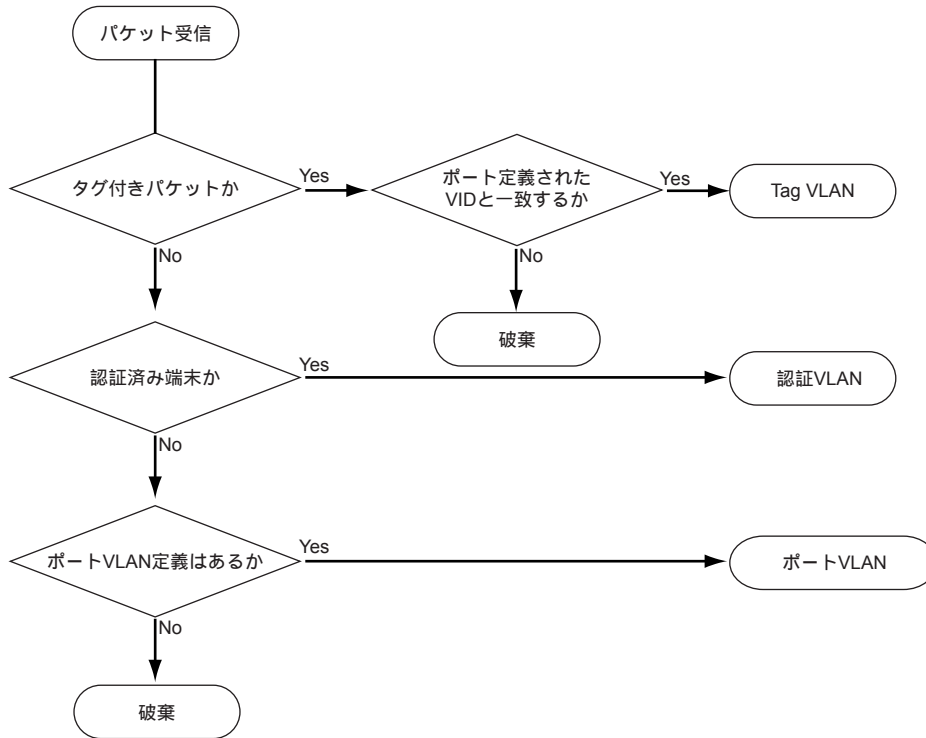 パケット受信
タグ付きパケットか
Yes
ポート定義された
VIDと一致するか
Yes
Tag VLAN
No
No
破棄
認証済み端末か
Yes
認証VLAN
No
ポートVLAN定義はあるか
Yes
ポートVLAN
No
破棄